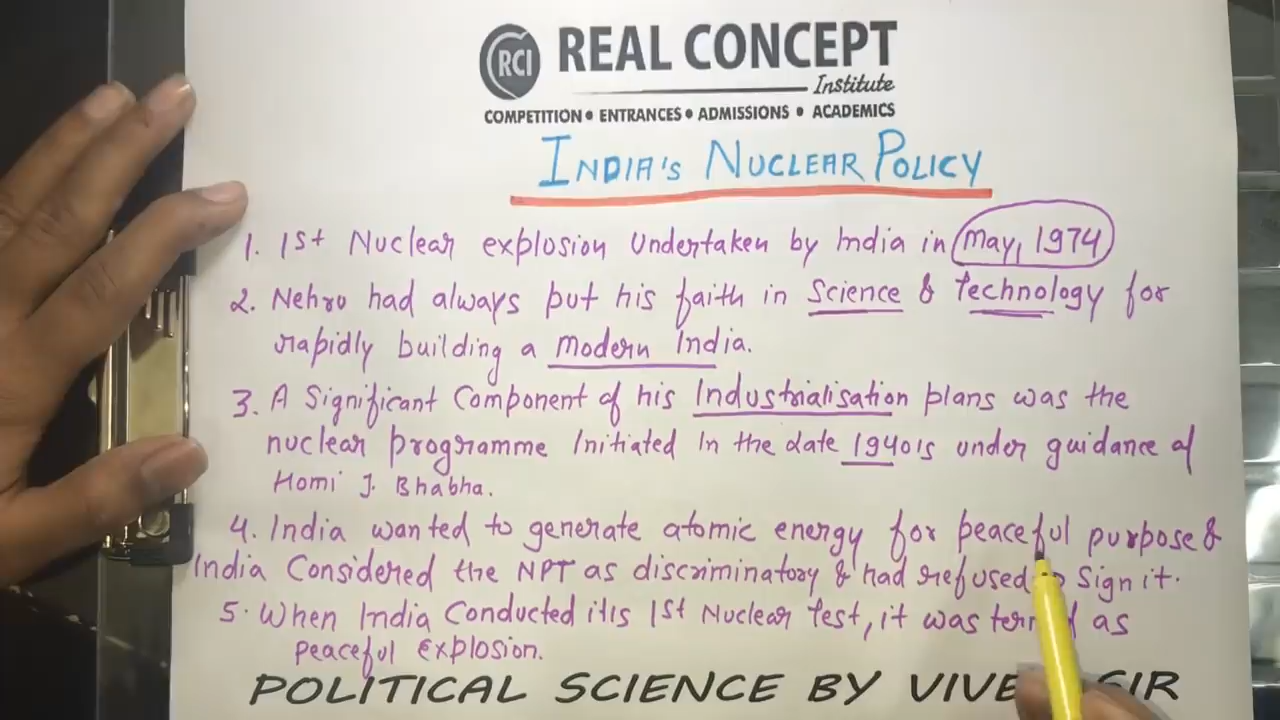 RCI REAL CONCEPT
Institute
COMPETITION • ENTRANCES • ADMISSIONS • ACADEMICS
INDIA'S NUCLEAR POLICY
1. 1st Nuclear explosion Undertaken by India in May, 1974
2. Nehru had always put his faith in Science & Technology for
rapidly building a modern India.
3. A Significant Component of his Industrialisation plans was the
nuclear programme Initiated In the Late 1940's under guidance of
Homi J. Bhabha.
4. India wanted to generate atomic energy for peaceful purpose &
India Considered the NPT as discriminatory & had refused Sign it.
5. When India Conducted it's 1st Nuclear Test, it was as
peaceful explosion.
POLITICAL SCIENCE BY SIR